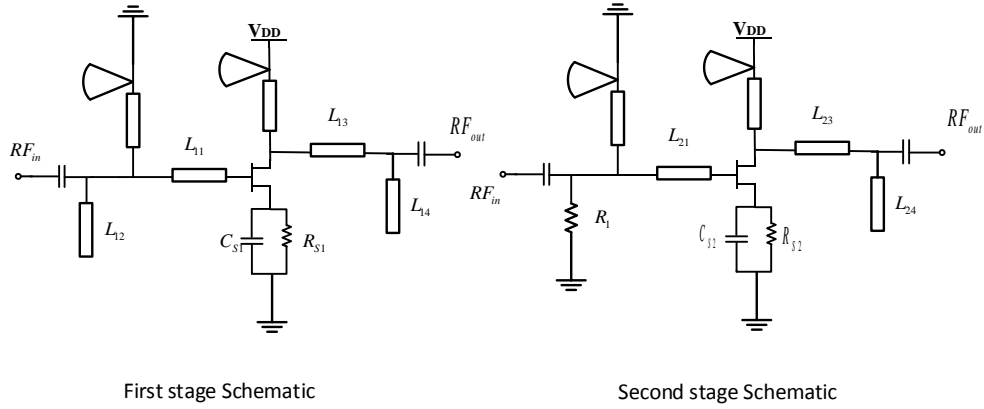 VDD
L13
RFout
RFin
L11
L12
L14
CS1
RS1
First stage Schematic
VDD
L23
RFout
L21
RFin
R1
L24
CS2
RS2
Second stage Schematic